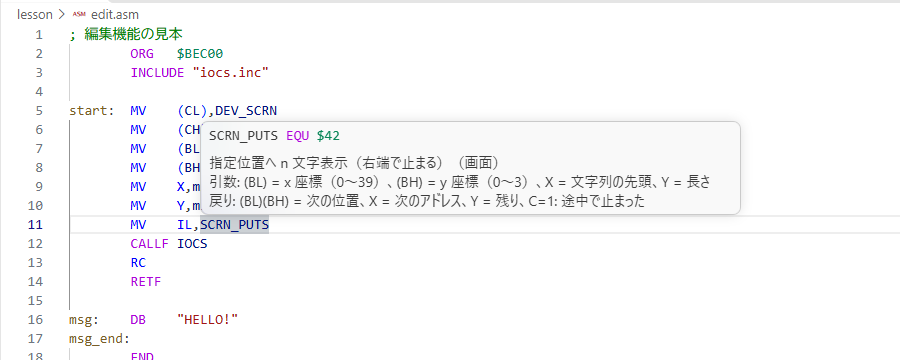 lesson > ASM edit.asm
1 ; 編集機能の見本
2 ORG $BEC00
3 INCLUDE "iocs.inc"
4
5 start: MV (CL),DEV_SCRN
6 MV (CH
7 MV (BL
8 MV (BH
9 MV X,m
10 MV Y,m
SCRN_PUTS EQU $42
指定位置へ n 文字表示（右端で止まる）（画面）
引数: (BL) = x 座標（0～39）、(BH) = y 座標（0～3）、X = 文字列の先頭、Y = 長さ
戻り: (BL)(BH) = 次の位置、X = 次のアドレス、Y = 残り、C=1: 途中で止まった
11 MV IL,SCRN_PUTS
12 CALLF IOCS
13 RC
14 RETF
15
16 msg: DB "HELLO!"
17 msg_end:
18 END